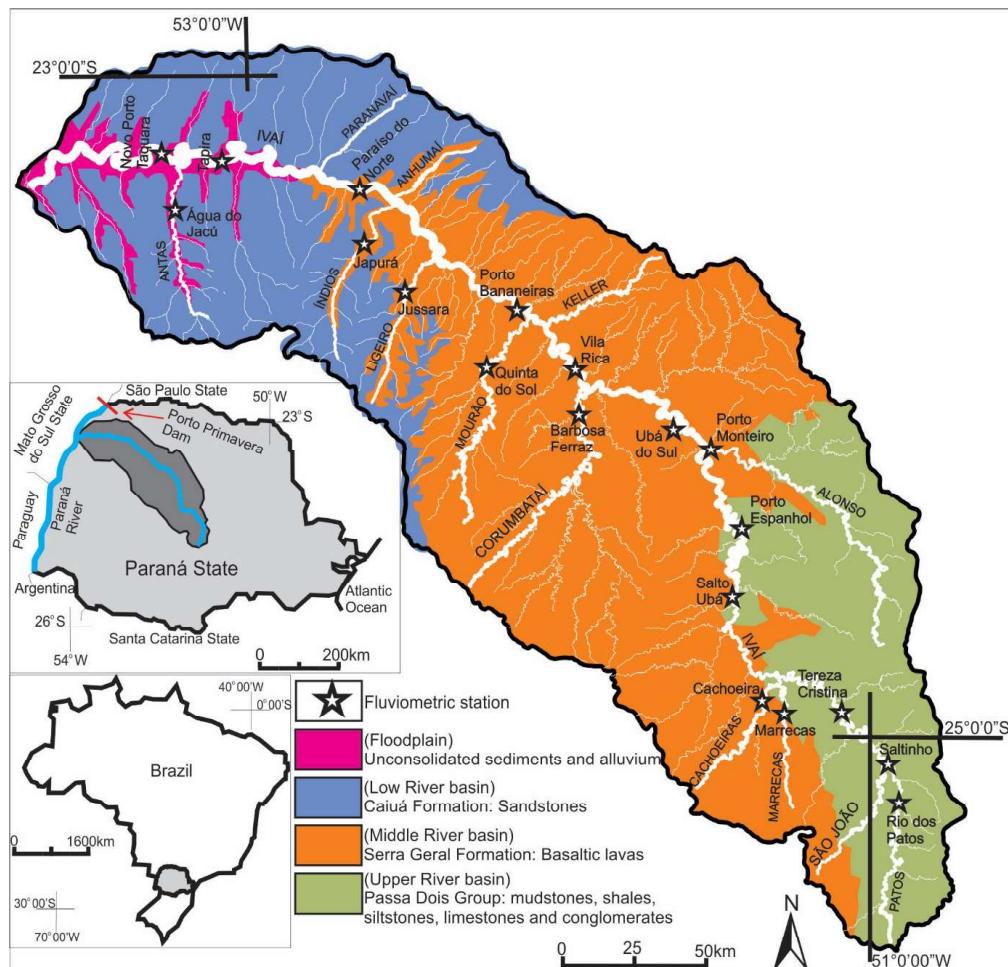 53°0'0"W
23°0'0"S
Novo Porto
Taquara
Tapira
IVAÍ
PARANAVAÍ
Paraíso do
Norte
ANHUMAÍ
Água do
Jacú
ANTAS
Japurá
ÍNDIOS
Jussara
LIGEIRO
Porto
Bananeiras
KELLER
Vila
Rica
Quinta
do Sol
MOURÃO
Barbosa
Ferraz
Ubá
do Sul
Porto
Monteiro
CORUMBATAÍ
ALONSO
Porto
Espanhol
Salto
Ubá
IVAÍ
Tereza
Cristina
Cachoeira
Marrecas
CACHOEIRAS
MARRECAS
25°0'0"S
Saltinho
Rio dos
Patos
SÃO JOÃO
PATOS
51°0'0"W
São Paulo State
50°W
23°S
Mato Grosso
do Sul State
Porto Primavera
Dam
Paraguay
Paraná
River
Paraná State
Argentina
Atlantic
Ocean
26°S
Santa Catarina State
54°W
0 200km
40°00'W
0°00'S
Brazil
0 1600km
30°00'S
70°00'W
Fluviometric station
(Floodplain)
Unconsolidated sediments and alluvium
(Low River basin)
Caiuá Formation: Sandstones
(Middle River basin)
Serra Geral Formation: Basaltic lavas
(Upper River basin)
Passa Dois Group: mudstones, shales,
siltstones, limestones and conglomerates
N
0 25 50km